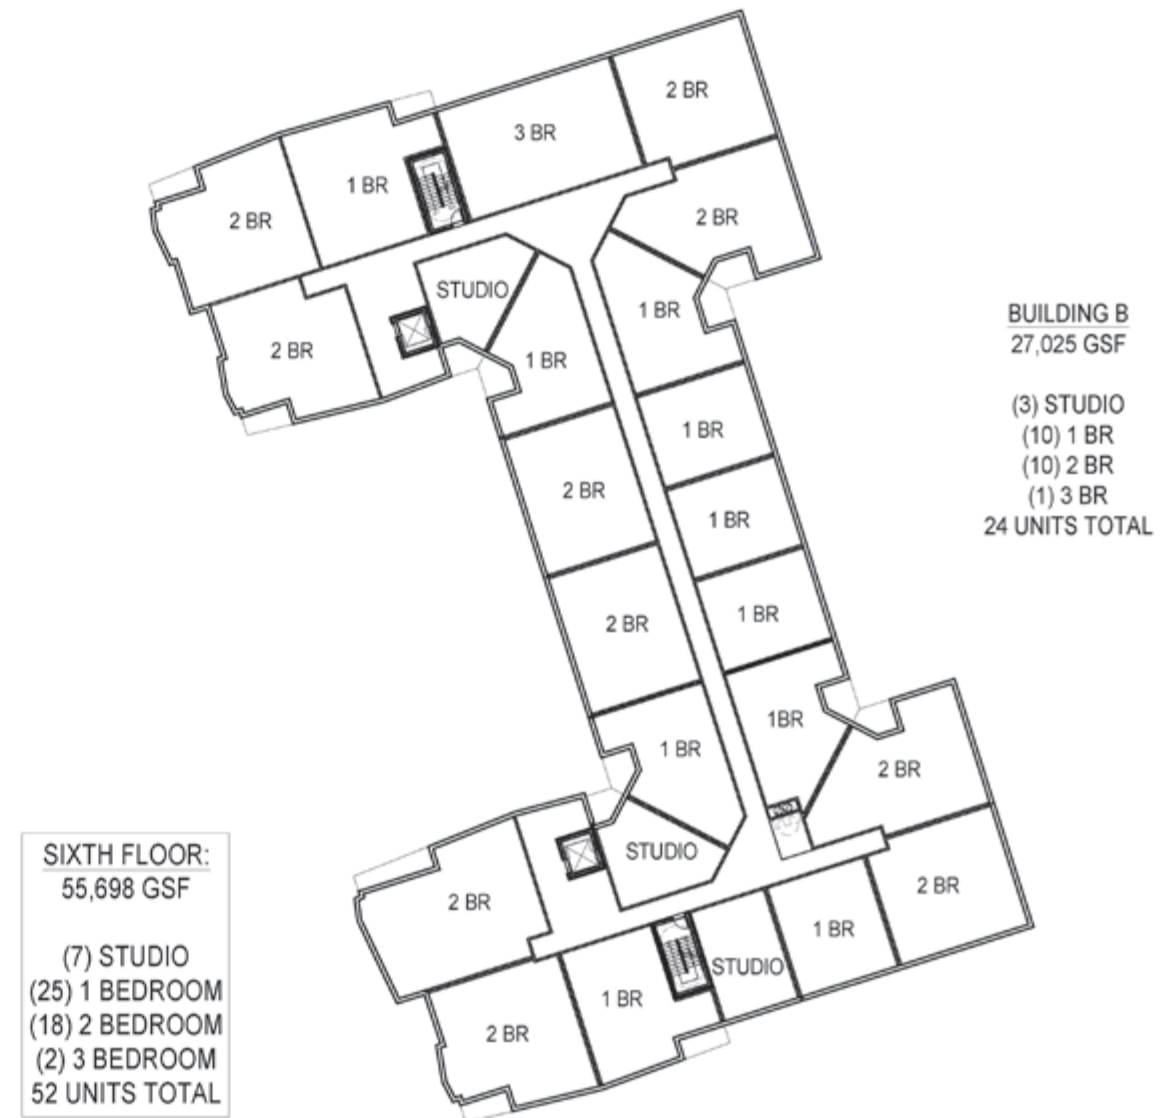 2 BR
3 BR
1 BR
2 BR
2 BR
STUDIO
1 BR
2 BR
1 BR
BUILDING B
27,025 GSF
(3) STUDIO
(10) 1 BR
(10) 2 BR
(1) 3 BR
24 UNITS TOTAL
1 BR
2 BR
1 BR
1 BR
2 BR
1 BR
1BR
1 BR
2 BR
STUDIO
2 BR
2 BR
1 BR
STUDIO
1 BR
2 BR
SIXTH FLOOR:
55,698 GSF
(7) STUDIO
(25) 1 BEDROOM
(18) 2 BEDROOM
(2) 3 BEDROOM
52 UNITS TOTAL